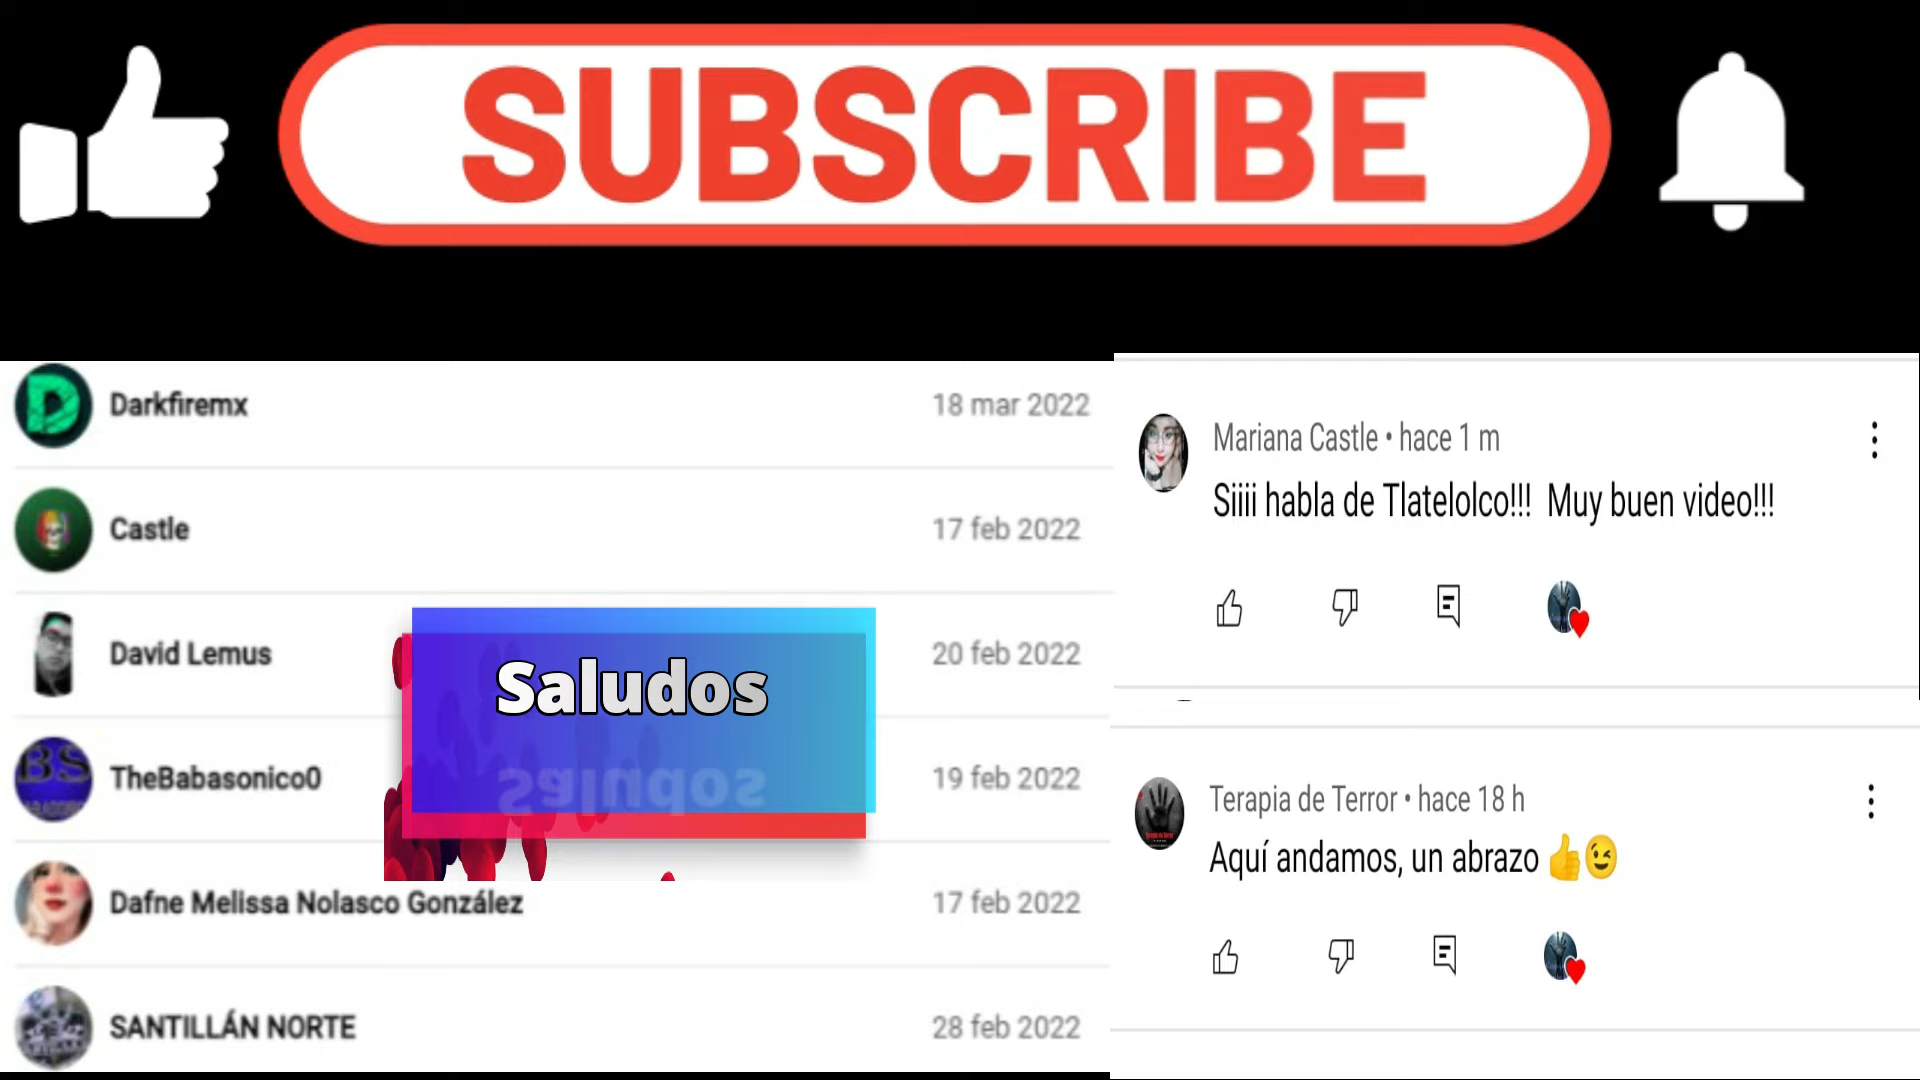 SUBSCRIBE
Darkfiremx 18 mar 2022
Castle 17 feb 2022
David Lemus 20 feb 2022
TheBabasonico0 19 feb 2022
Dafne Melissa Nolasco González 17 feb 2022
SANTILLÁN NORTE 28 feb 2022
Saludos
BS
Mariana Castle • hace 1 m
Siiii habla de Tlatelolco!!! Muy buen video!!!
Terapia de Terror • hace 18 h
Aquí andamos, un abrazo 👍😉